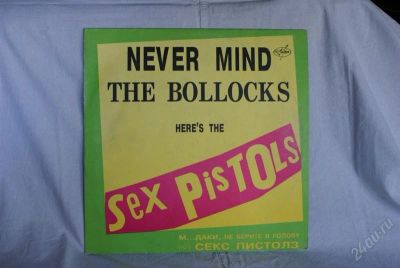 NEVER MIND
THE BOLLOCKS
HERE'S THE
SEX PiSTOLS
М...ДАКИ, НЕ БЕРИТЕ В ГОЛОВУ
СЕКС ПИСТОЛЗ
24au.ru